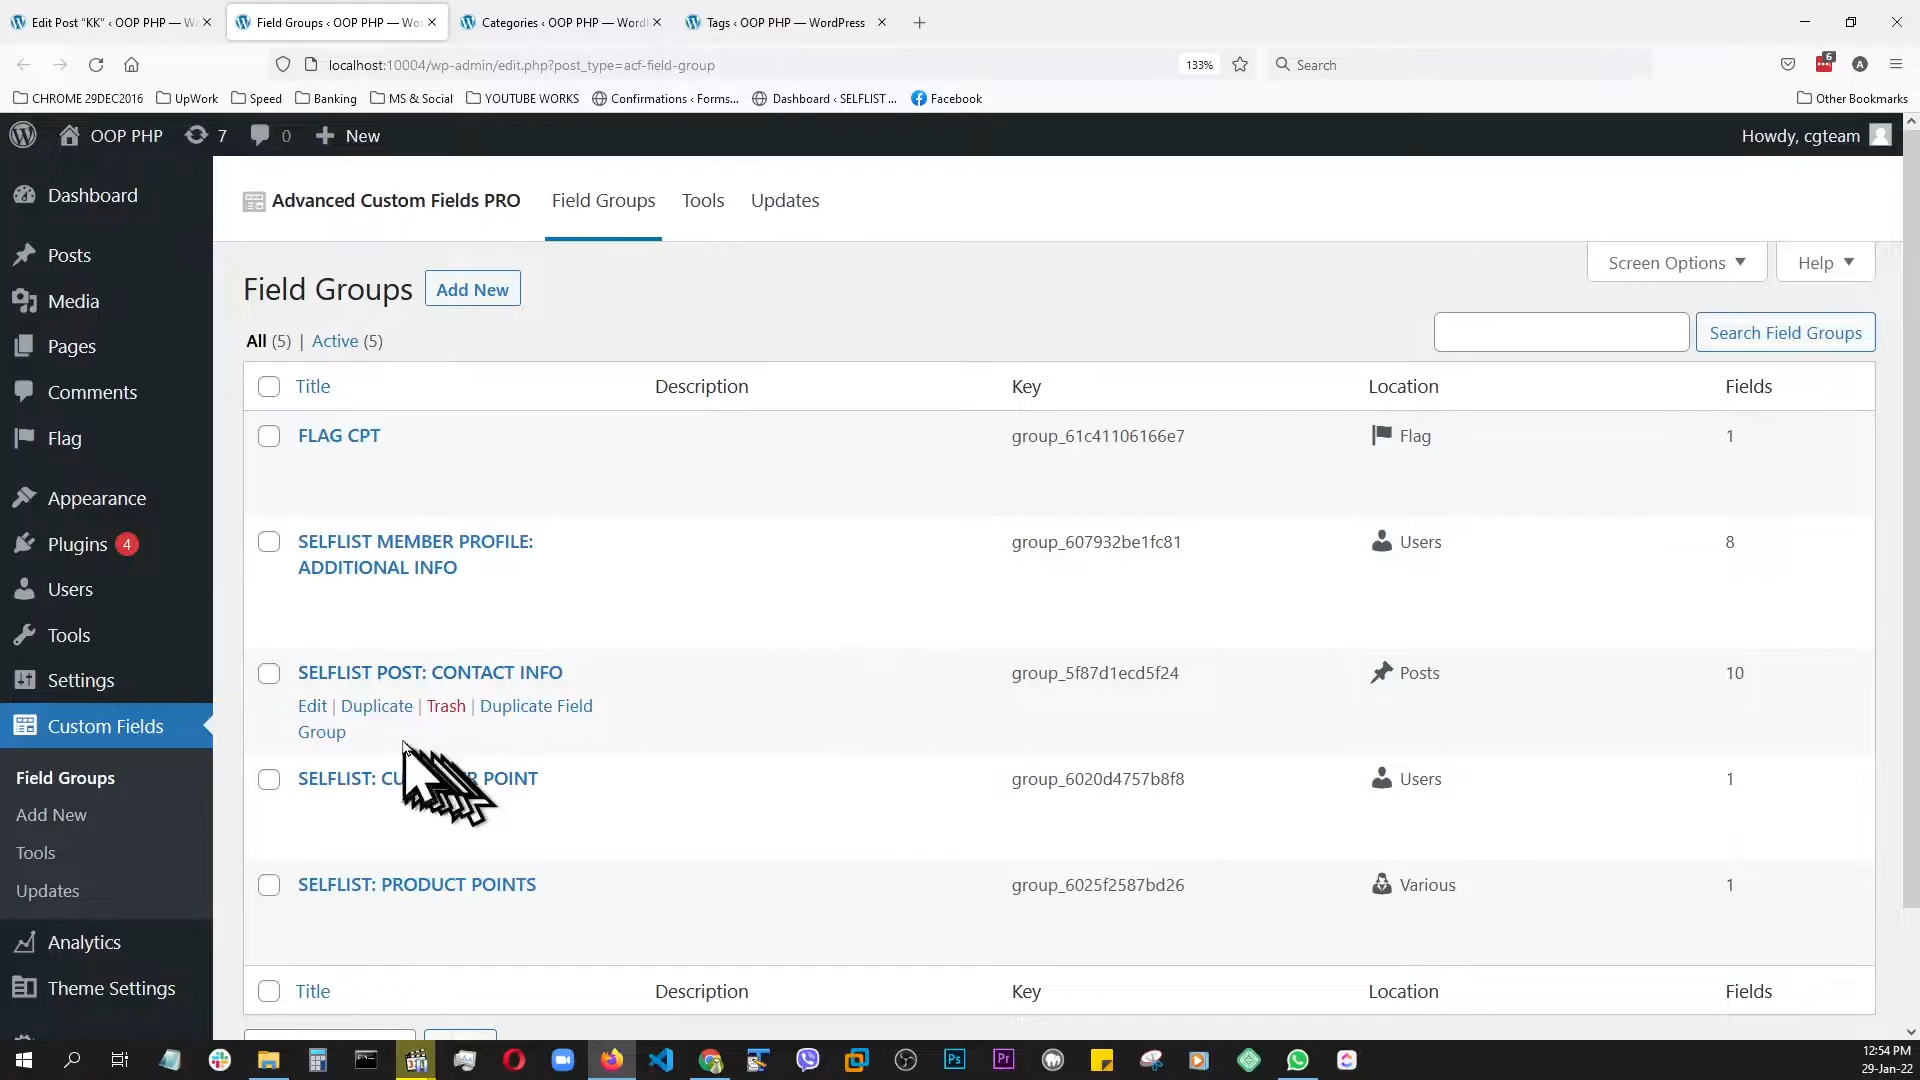 Edit Post "KK" ‹ OOP PHP — Wo
Field Groups ‹ OOP PHP — Wor
Categories ‹ OOP PHP — Word
Tags ‹ OOP PHP — WordPress
localhost:10004/wp-admin/edit.php?post_type=acf-field-group
133%
Search
6
A
CHROME 29DEC2016
UpWork
Speed
Banking
MS & Social
YOUTUBE WORKS
Confirmations ‹ Forms...
Dashboard ‹ SELFLIST ...
Facebook
Other Bookmarks
OOP PHP
7
0
New
Howdy, cgteam
Dashboard
Posts
Media
Pages
Comments
Flag
Appearance
Plugins 4
Users
Tools
Settings
Custom Fields
Field Groups
Add New
Tools
Updates
Analytics
Theme Settings
Advanced Custom Fields PRO
Field Groups
Tools
Updates
Screen Options
Help
Field Groups
Add New
All (5) | Active (5)
Search Field Groups
Title Description Key Location Fields
FLAG CPT group_61c41106166e7 Flag 1
SELFLIST MEMBER PROFILE: group_607932be1fc81 Users 8
ADDITIONAL INFO
SELFLIST POST: CONTACT INFO group_5f87d1ecd5f24 Posts 10
Edit | Duplicate | Trash | Duplicate Field
Group
SELFLIST: POINT group_6020d4757b8f8 Users 1
SELFLIST: PRODUCT POINTS group_6025f2587bd26 Various 1
Title Description Key Location Fields
Ps
Pr
12:54 PM
29-Jan-22